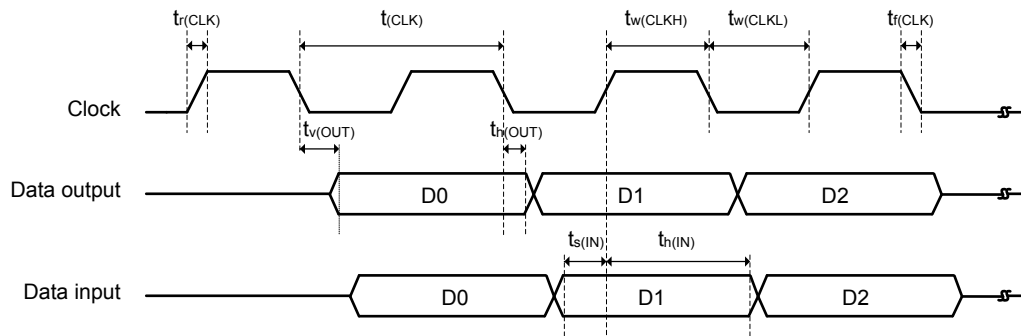 tr(CLK) t(CLK) tw(CLKH) tw(CLKL) tf(CLK)
Clock
tv(OUT) th(OUT)
Data output D0 D1 D2
ts(IN) th(IN)
Data input D0 D1 D2